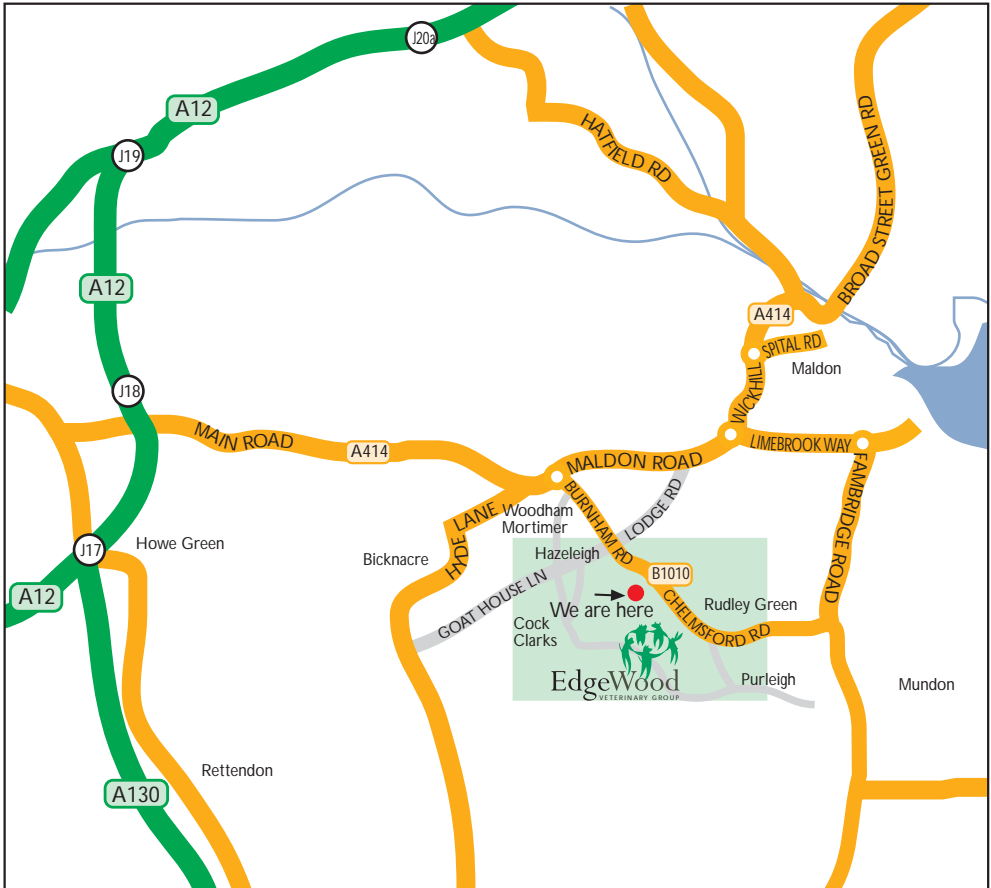 J20a
A12
J19
HATFIELD RD
BROAD STREET GREEN RD
A12
A414
SPITAL RD
Maldon
J18
WICKHILL
MAIN ROAD
A414
MALDON ROAD
LIMEBROOK WAY
FAMBRIDGE ROAD
HYDE LANE
Woodham
Mortimer
BURNHAM RD
LODGE RD
J17
Howe Green
Bicknacre
Hazeleigh
GOAT HOUSE LN
B1010
A12
We are here
CHELMSFORD RD
Rudley Green
Cock
Clarks
EdgeWood
VETERINARY GROUP
Purleigh
Mundon
Rettendon
A130